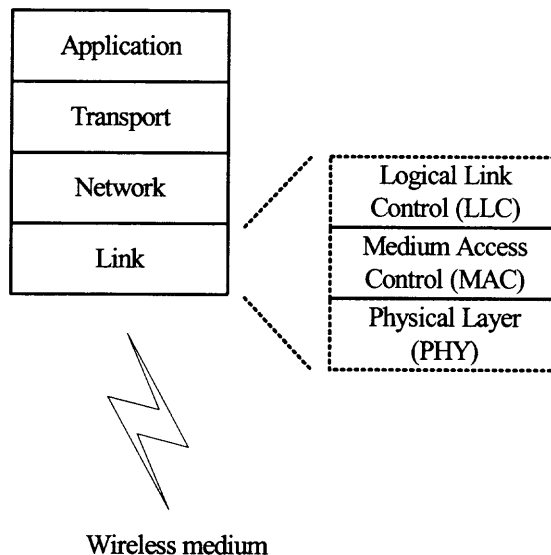 Application
Transport
Network
Link
Logical Link
Control (LLC)
Medium Access
Control (MAC)
Physical Layer
(PHY)
Wireless medium